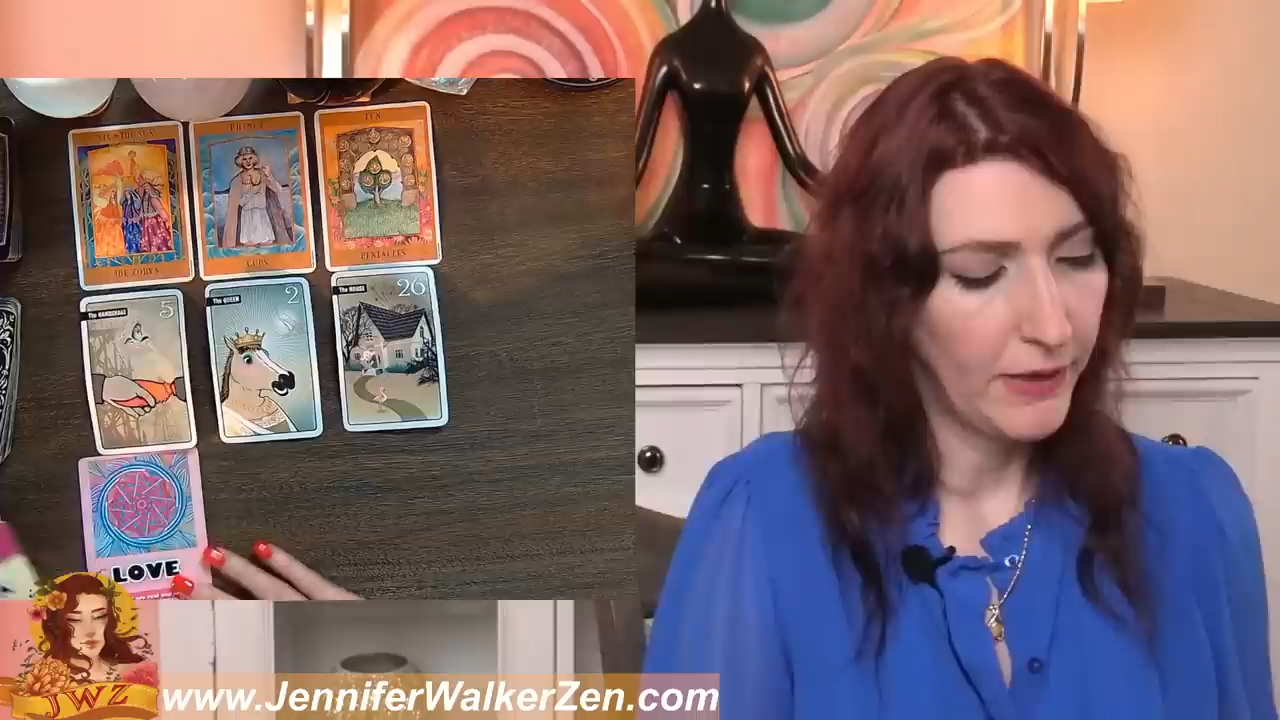 SIX OF THE SUN
PRINCE
TEN
THE ZORYA
CUPS
PENTACLES
The HANDSHAKE
5
The QUEEN
2
The HOUSE
26
LOVE
JWZ
www.JenniferWalkerZen.com